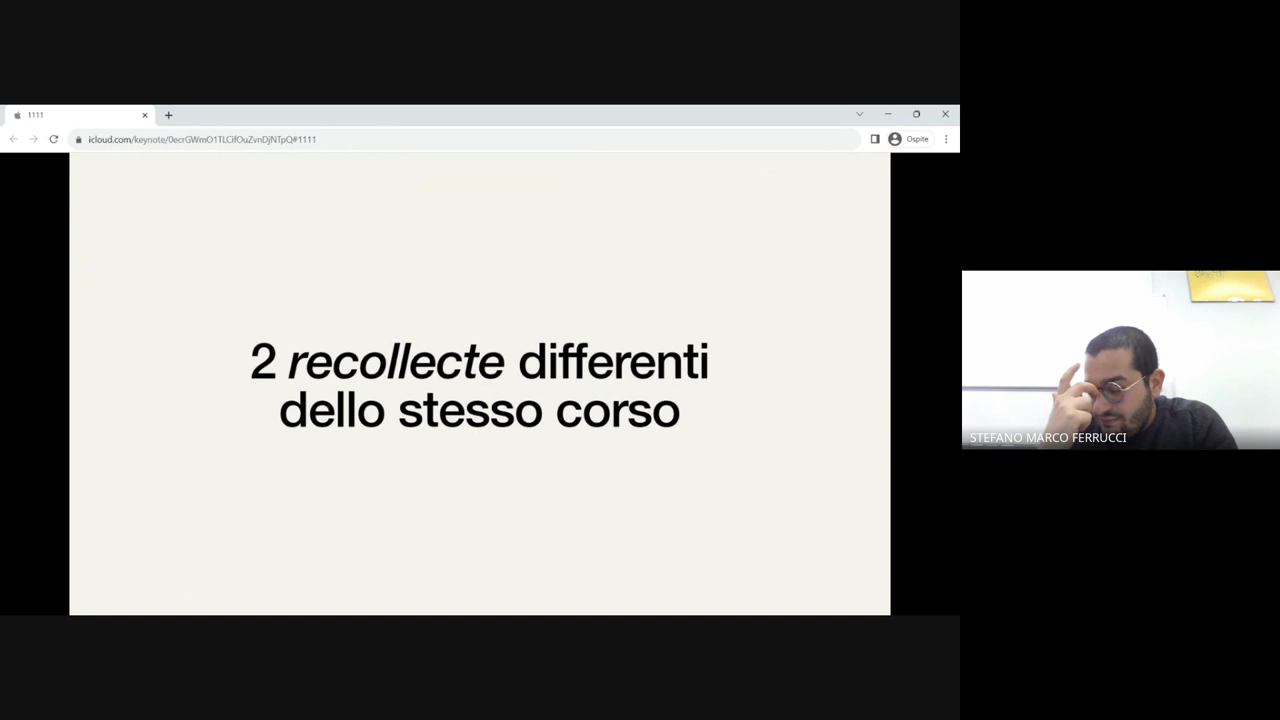 1111
icloud.com/keynote/0ecrGWmO1TLCifOuZvnDjNTpQ#1111
Ospite
2 recollecte differenti
dello stesso corso
STEFANO MARCO FERRUCCI